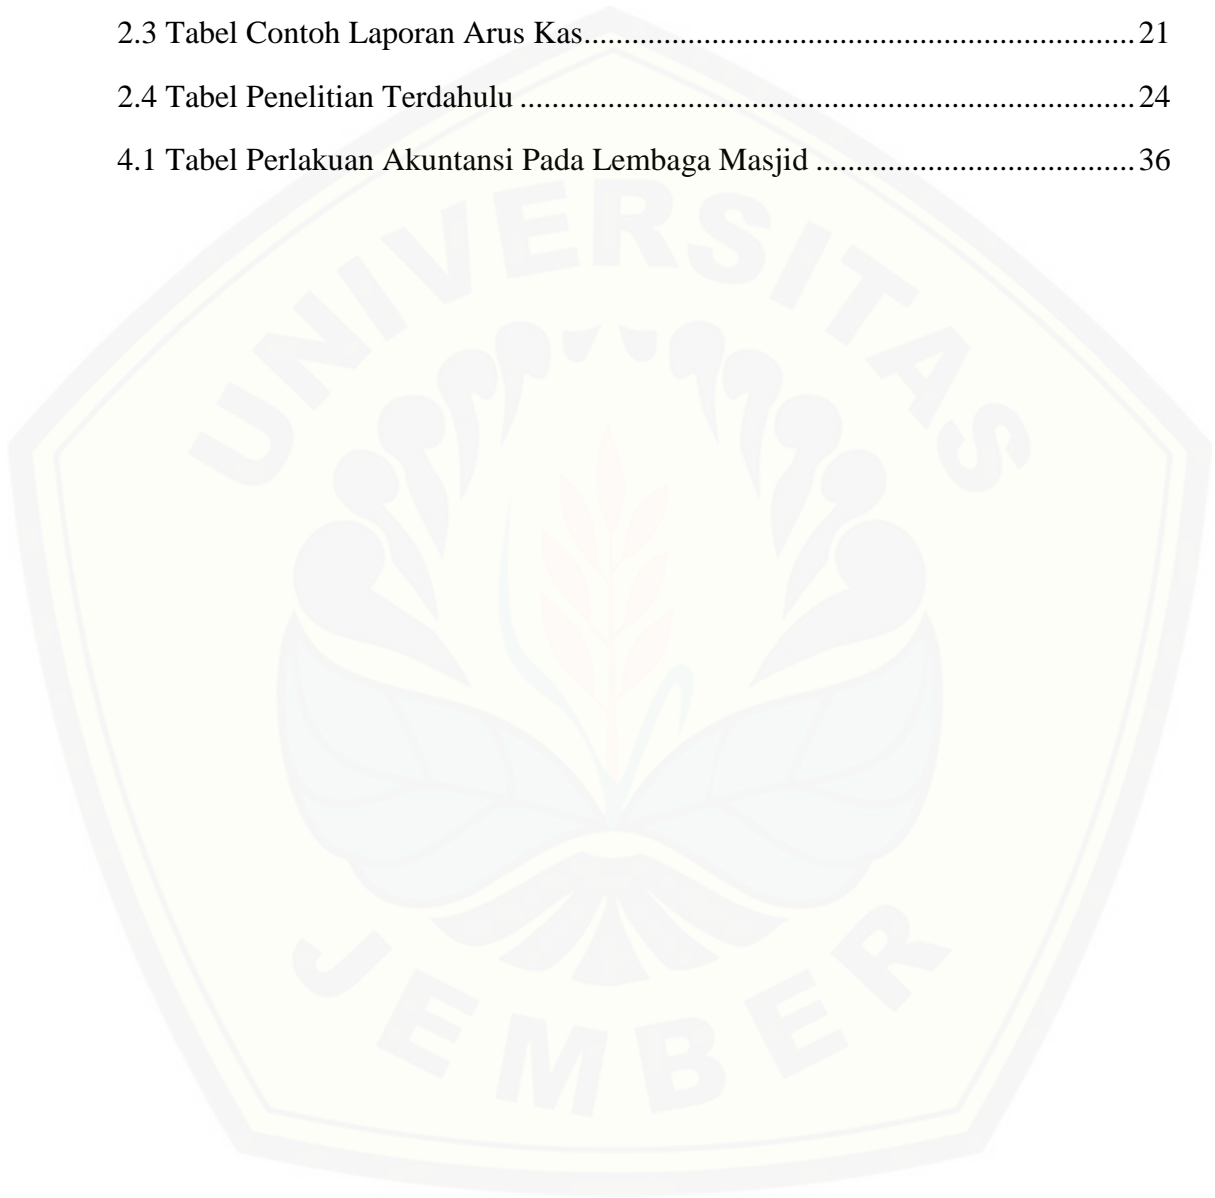 2.3 Tabel Contoh Laporan Arus Kas......................................................................21
2.4 Tabel Penelitian Terdahulu ..............................................................................24
4.1 Tabel Perlakuan Akuntansi Pada Lembaga Masjid ........................................36
UNIVERSITAS
JEMBER